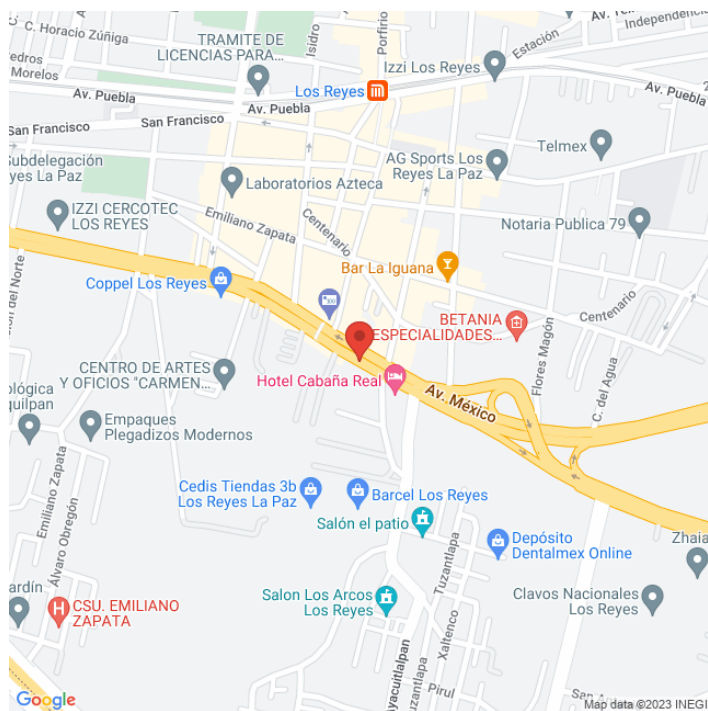 C. Horacio Zúñiga
Isidro
Porfirio
Independencia
TRAMITE DE
LICENCIAS PARA...
Estación
Izzi Los Reyes
Morelos
Los Reyes
Av. Puebla
Av. Puebla
Av. Puebla
San Francisco
San Francisco
Telmex
AG Sports Los
Reyes La Paz
Laboratorios Azteca
IZZI CERCOTEC
LOS REYES
Emiliano Zapata
Centenario
Notaria Publica 79
Bar La Iguana
Coppel Los Reyes
BETANIA
ESPECIALIDADES...
Centenario
Flores Magón
C. del Agua
CENTRO DE ARTES
Y OFICIOS "CARMEN...
Hotel Cabaña Real
Av. México
Empaques
Plegadizos Modernos
Emiliano Zapata
Álvaro Obregón
Cedis Tiendas 3b
Los Reyes La Paz
Barcel Los Reyes
Salón el patio
Depósito
Dentalmex Online
Tuzantlapa
Salon Los Arcos
Los Reyes
Clavos Nacionales
Los Reyes
CSU. EMILIANO
ZAPATA
Xaltenco
Tuzantlapa
Pirul
Google
Map data ©2023 INEGI